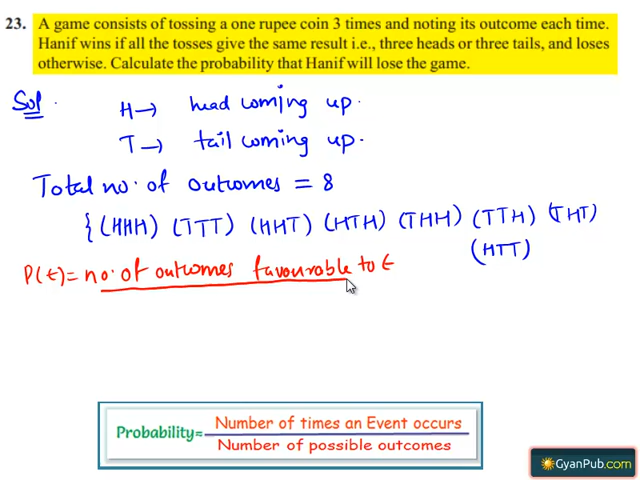 23. A game consists of tossing a one rupee coin 3 times and noting its outcome each time.
Hanif wins if all the tosses give the same result i.e., three heads or three tails, and loses
otherwise. Calculate the probability that Hanif will lose the game.
Sol.
H → head coming up.
T → tail coming up.
Total no. of outcomes = 8
{(HHH) (TTT) (HHT) (HTH) (THH) (TTH) (THT)
(HTT)
P(E) = no. of outcomes favourable to E
Probability = Number of times an Event occurs
Number of possible outcomes
GyanPub.com